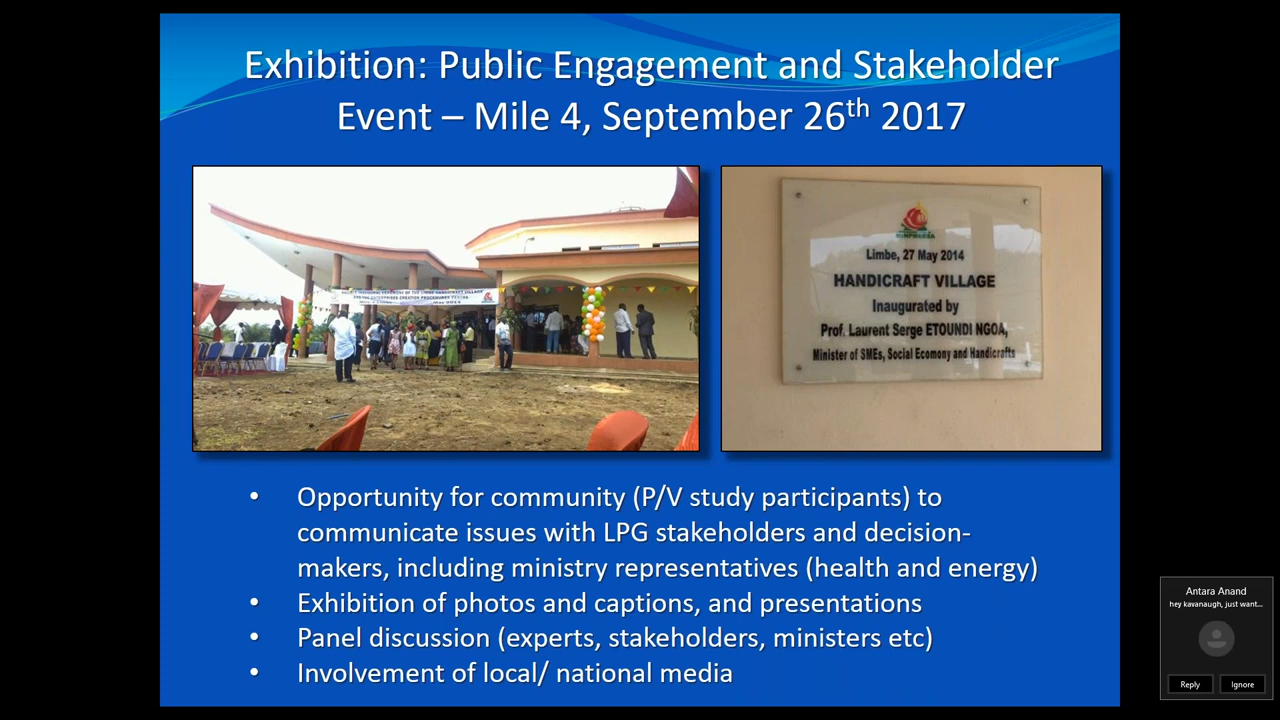 Exhibition: Public Engagement and Stakeholder
Event – Mile 4, September 26th 2017
Limbe, 27 May 2014
HANDICRAFT VILLAGE
Inaugurated by
Prof. Laurent Serge ETOUNDI NGOA,
Minister of SMEs, Social Ecomony and Handicrafts
• Opportunity for community (P/V study participants) to
communicate issues with LPG stakeholders and decision-
makers, including ministry representatives (health and energy)
• Exhibition of photos and captions, and presentations
• Panel discussion (experts, stakeholders, ministers etc)
• Involvement of local/ national media
Antara Anand
hey kavanaugh, just want...
Reply Ignore